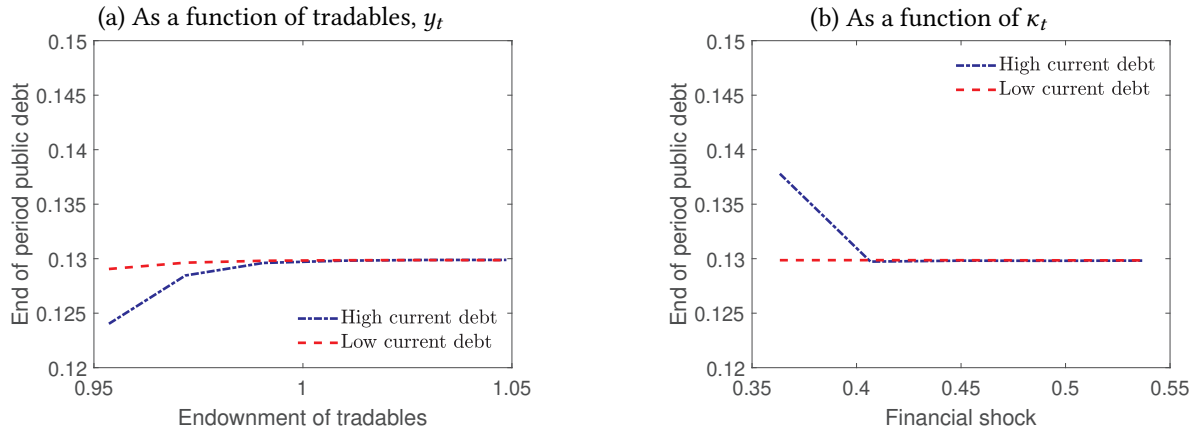 (a) As a function of tradables, yₜ
0.15
0.145
0.14
0.135
0.13
0.125
0.12
End of period public debt
High current debt
Low current debt
0.95
1
1.05
Endownment of tradables
(b) As a function of κₜ
0.15
0.145
0.14
0.135
0.13
0.125
0.12
End of period public debt
High current debt
Low current debt
0.35
0.4
0.45
0.5
0.55
Financial shock